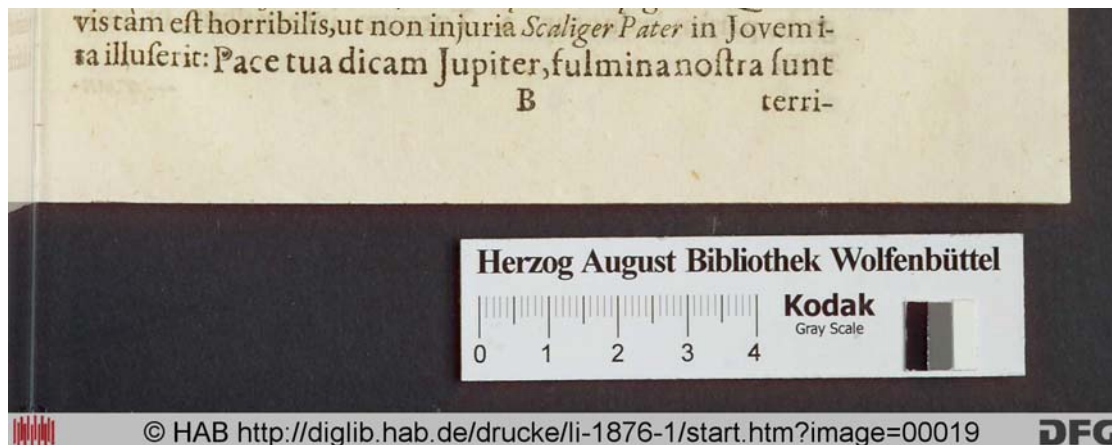 vis tàm eſt horribilis, ut non injuria Scaliger Pater in Jovem i-
ta illuſerit: Pace tua dicam Jupiter, fulmina noſtra ſunt
B terri-
Herzog August Bibliothek Wolfenbüttel
Kodak
Gray Scale
0 1 2 3 4
© HAB http://diglib.hab.de/drucke/li-1876-1/start.htm?image=00019
DFG